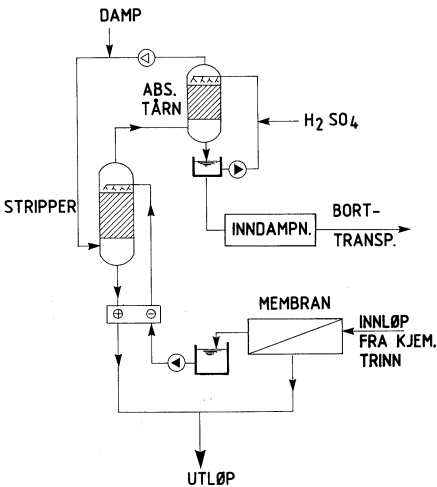 DAMP
ABS.
TÅRN
H2SO4
STRIPPER
INNDAMPN.
BORT-
TRANSP.
MEMBRAN
INNLØP
FRA KJEM.
TRINN
UTLØP